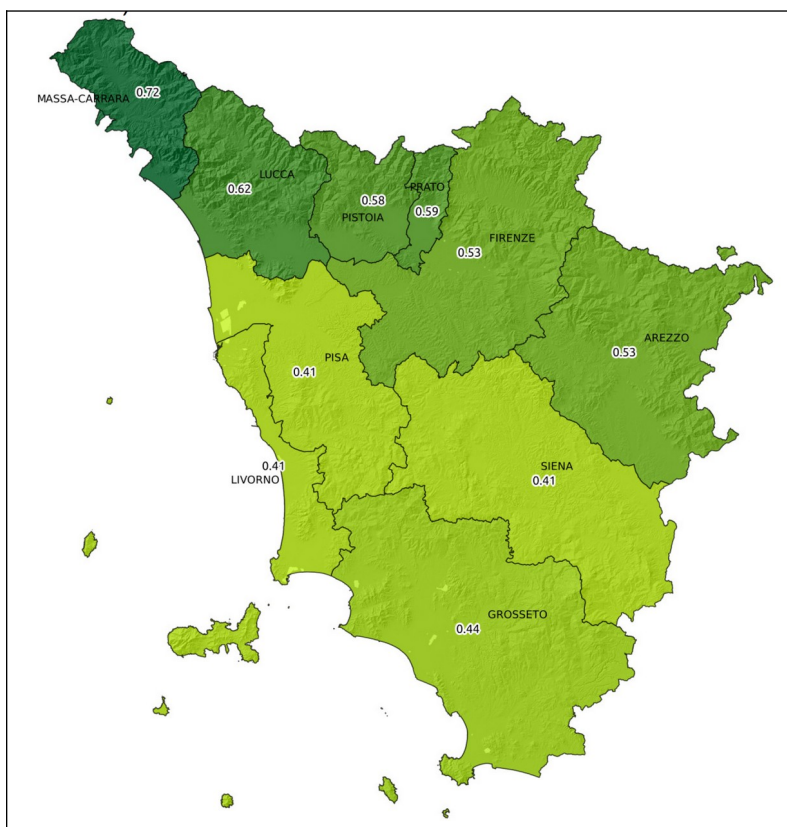 0.72
MASSA-CARRARA
LUCCA
0.62
PRATO
0.58
0.59
PISTOIA
FIRENZE
0.53
AREZZO
0.53
PISA
0.41
0.41
LIVORNO
SIENA
0.41
GROSSETO
0.44